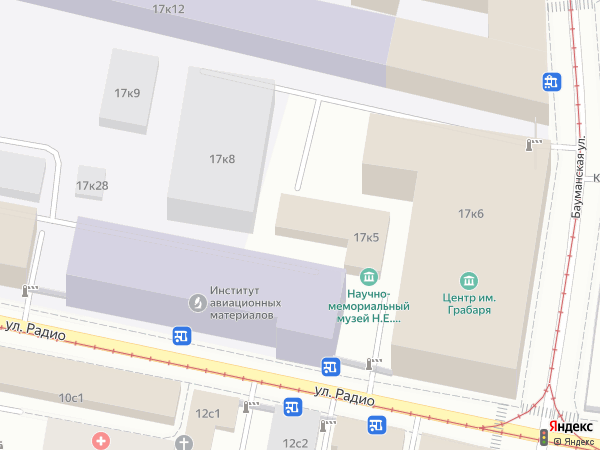 17к12
17к9
17к8
17к28
Бауманская ул.
17к6
17к5
Научно-
мемориальный
музей Н.Е....
Центр им.
Грабаря
Институт
авиационных
материалов
ул. Радио
ул. Радио
10с1
12с1
12с2
Яндекс
© Яндекс